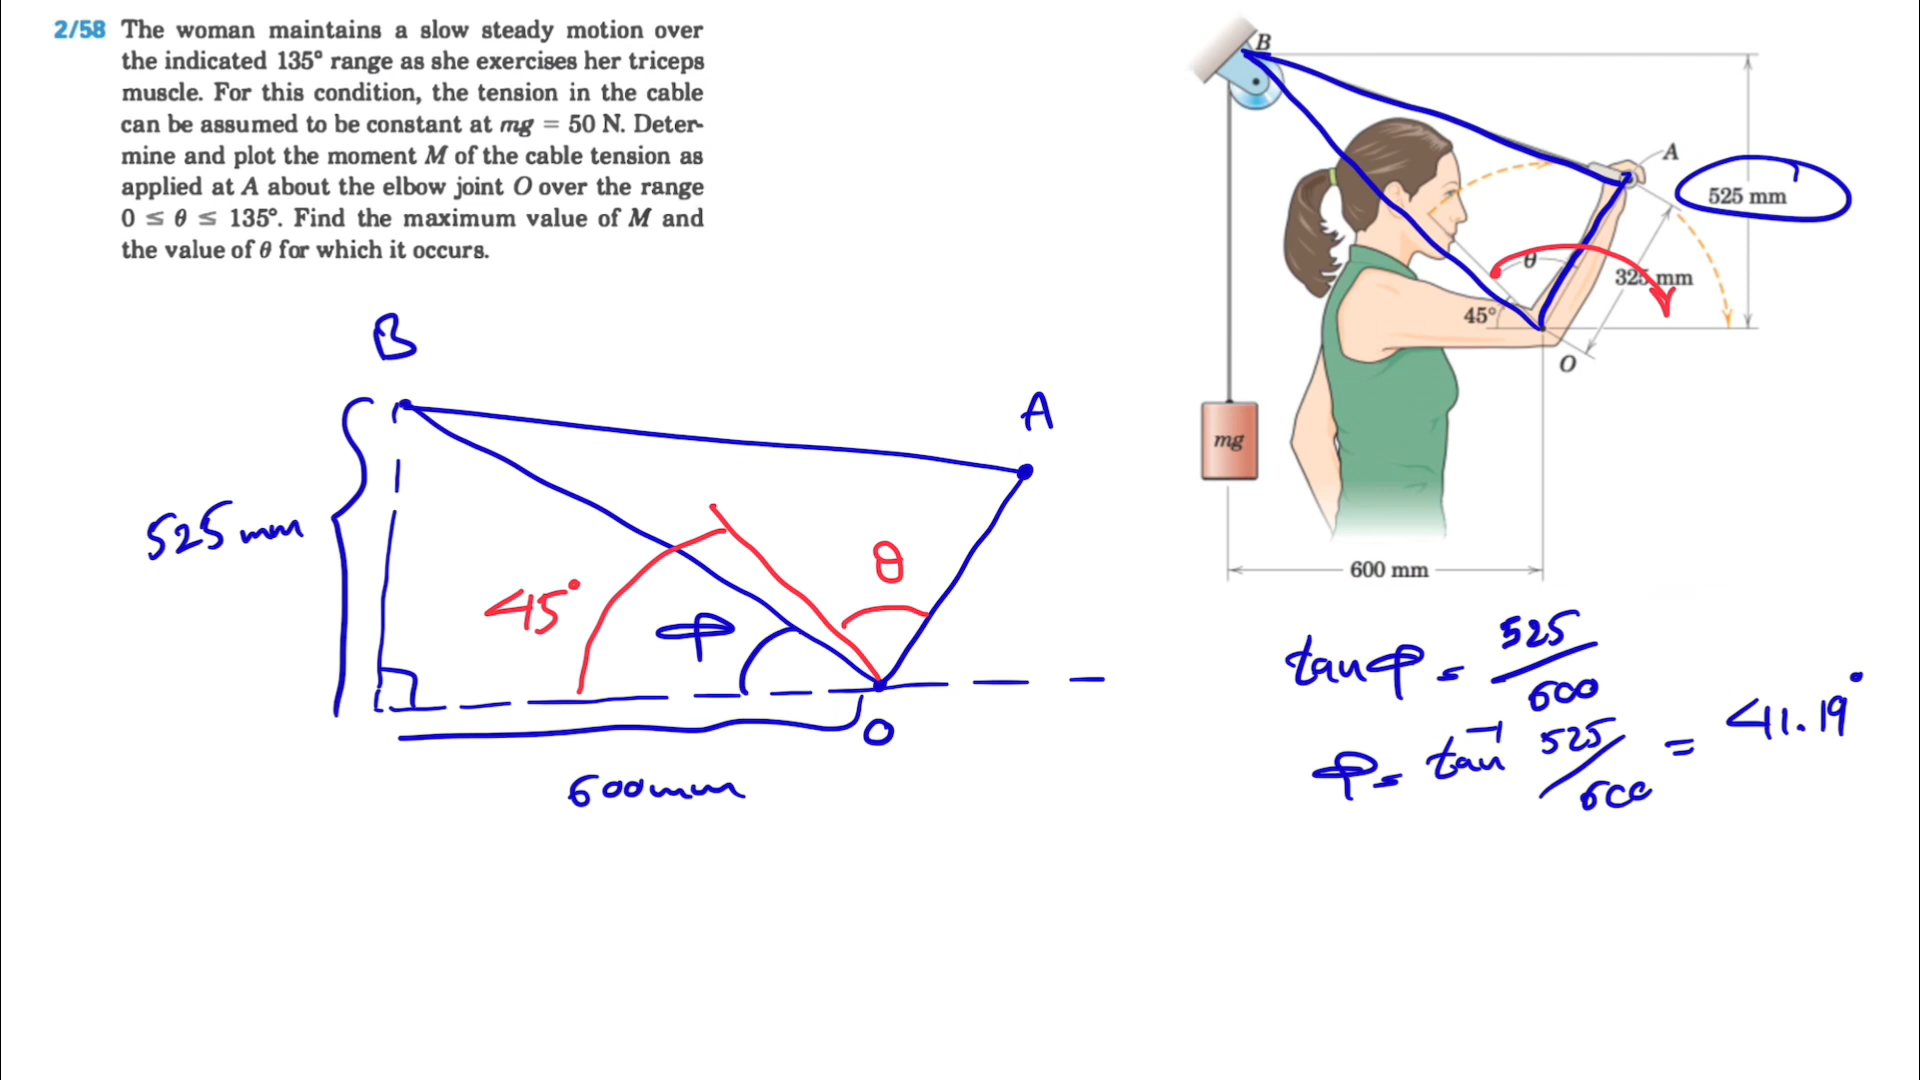 2/58 The woman maintains a slow steady motion over
the indicated 135° range as she exercises her triceps
muscle. For this condition, the tension in the cable
can be assumed to be constant at mg = 50 N. Deter-
mine and plot the moment M of the cable tension as
applied at A about the elbow joint O over the range
0 ≤ θ ≤ 135°. Find the maximum value of M and
the value of θ for which it occurs.
B
A
525 mm
θ
325 mm
45°
O
mg
600 mm
B
A
525 mm
45°
φ
θ
O
600mm
tanφ = 525/600
φ = tan⁻¹ 525/600 = 41.19°